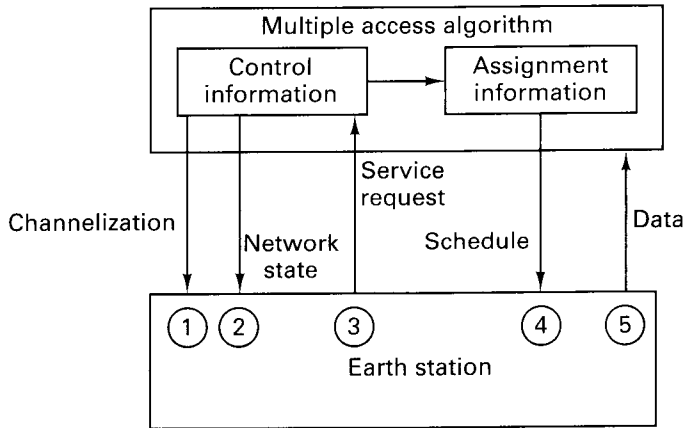 Multiple access algorithm
Control
information
Assignment
information
Service
request
Channelization
Network
state
Schedule
Data
1
2
3
4
5
Earth station